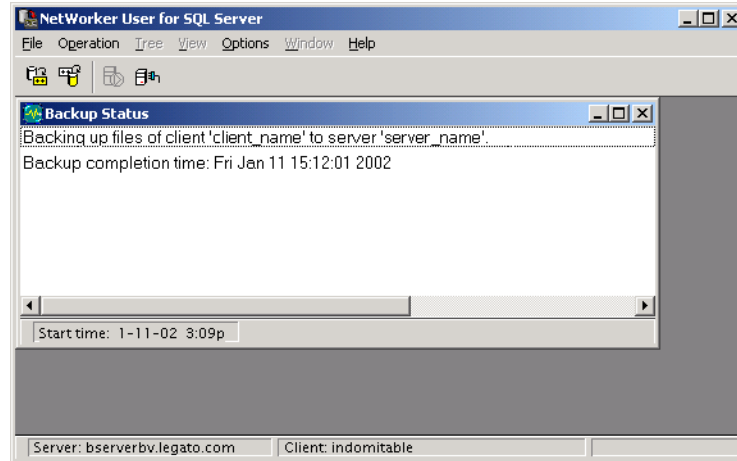 NetWorker User for SQL Server
File Operation Tree View Options Window Help
Backup Status
Backing up files of client 'client_name' to server 'server_name'.
Backup completion time: Fri Jan 11 15:12:01 2002
Start time: 1-11-02 3:09p
Server: bserverbv.legato.com Client: indomitable